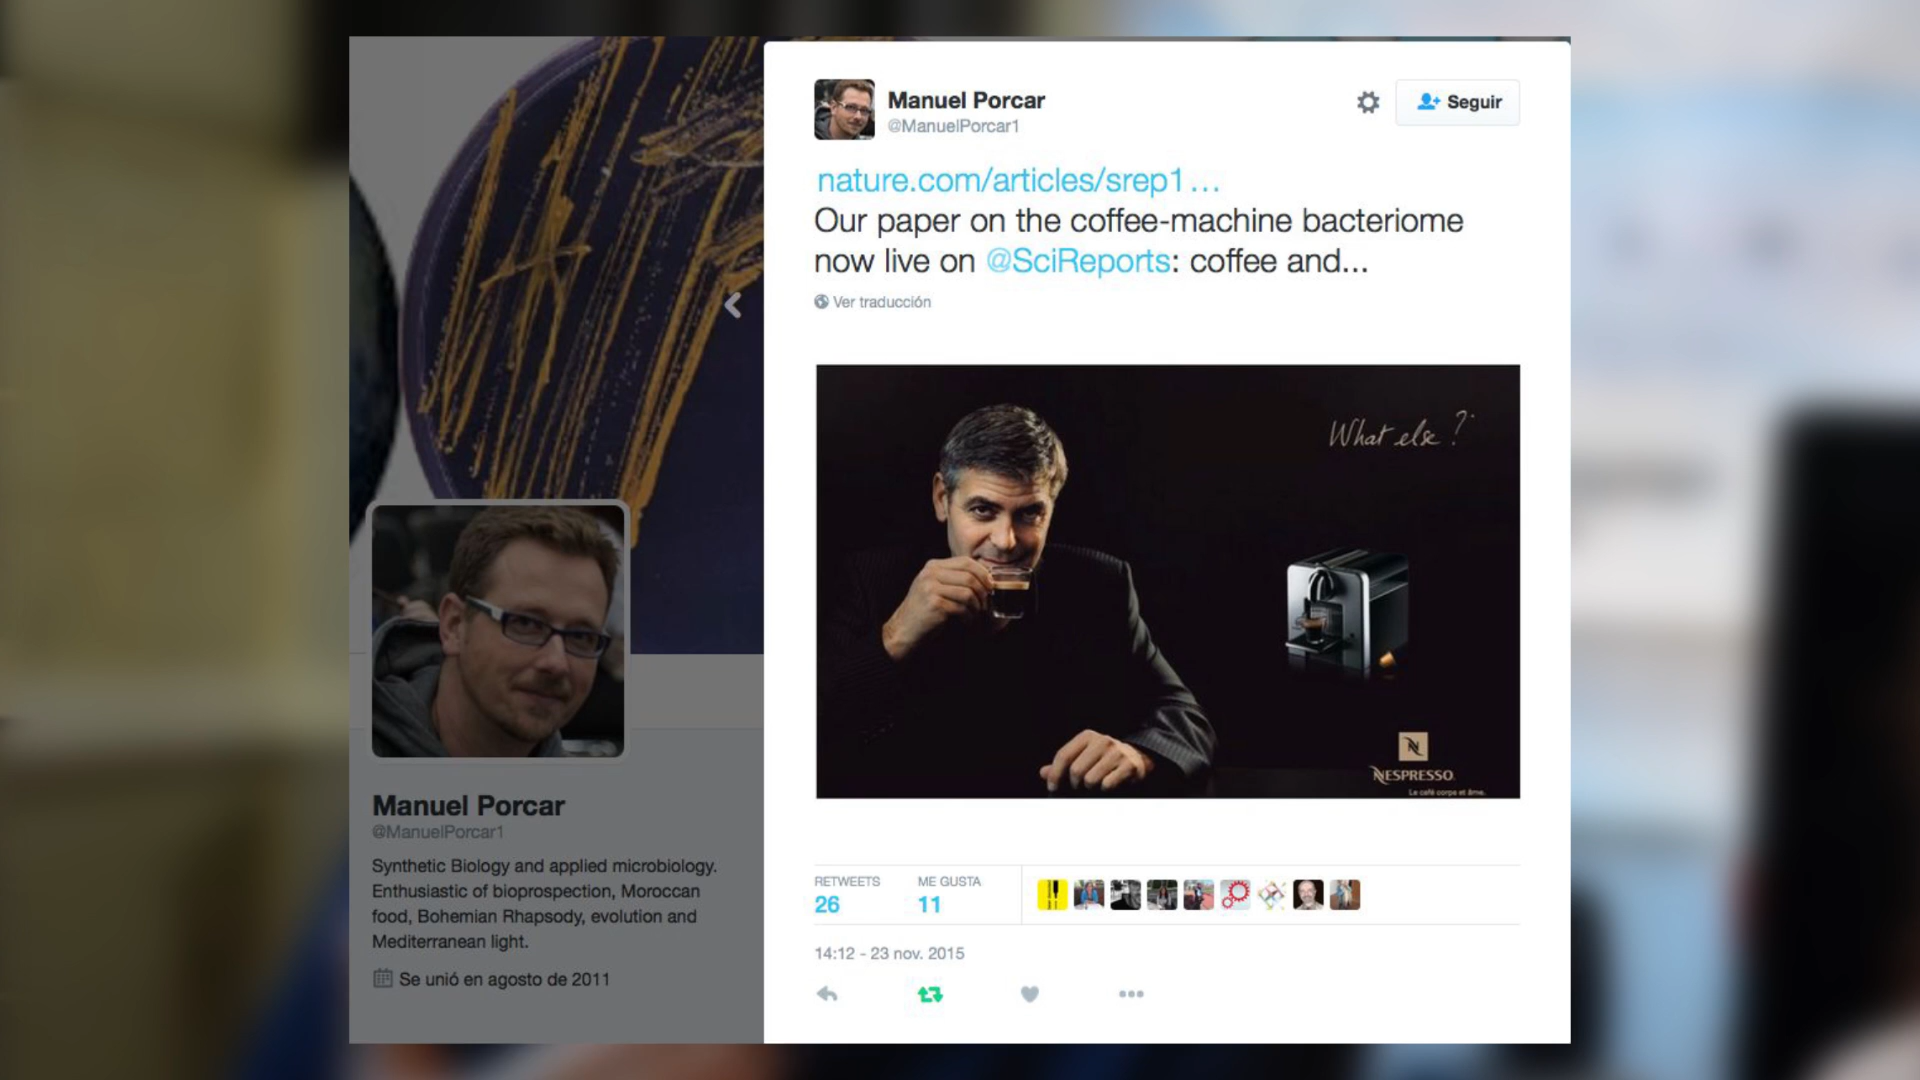 Manuel Porcar
@ManuelPorcar1
Seguir
nature.com/articles/srep1…
Our paper on the coffee-machine bacteriome
now live on @SciReports: coffee and...
Ver traducción
What else?
NESPRESSO.
Le café corps et âme.
RETWEETS
26
ME GUSTA
11
14:12 - 23 nov. 2015
Manuel Porcar
@ManuelPorcar1
Synthetic Biology and applied microbiology.
Enthusiastic of bioprospection, Moroccan
food, Bohemian Rhapsody, evolution and
Mediterranean light.
Se unió en agosto de 2011